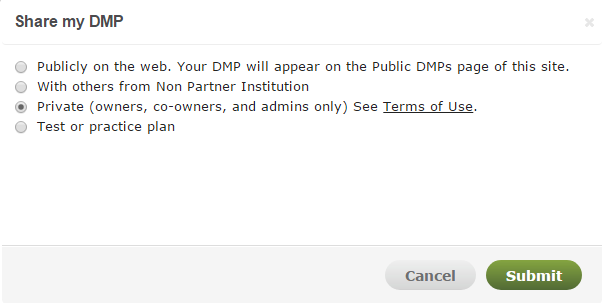 Share my DMP
Publicly on the web. Your DMP will appear on the Public DMPs page of this site.
With others from Non Partner Institution
Private (owners, co-owners, and admins only) See Terms of Use.
Test or practice plan
Cancel
Submit